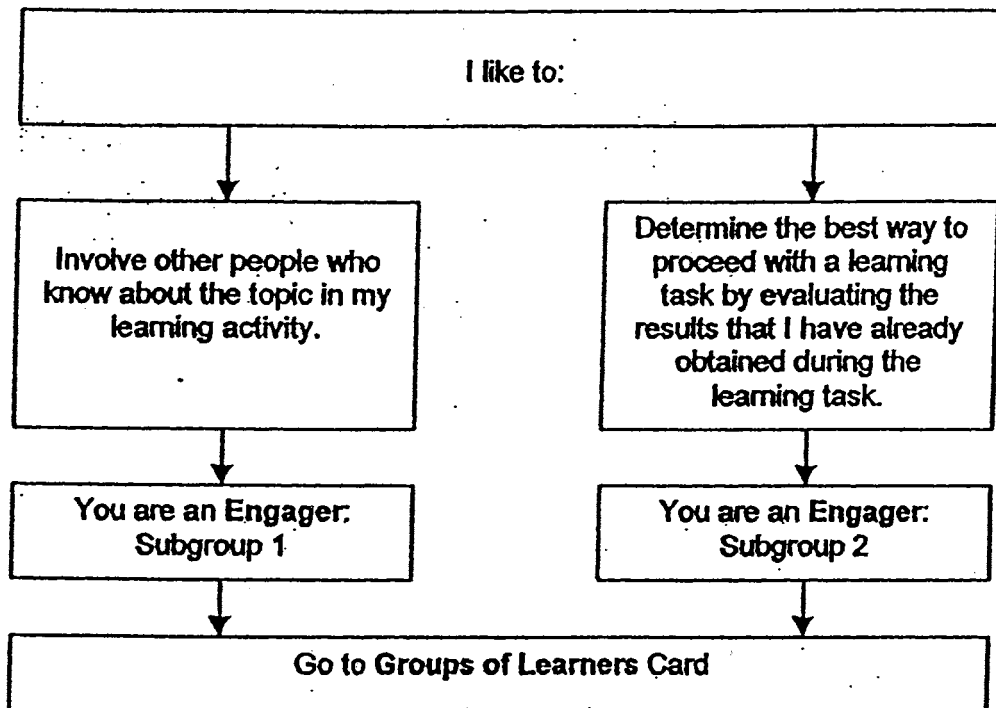 I like to:
Involve other people who
know about the topic in my
learning activity.
Determine the best way to
proceed with a learning
task by evaluating the
results that I have already
obtained during the
learning task.
You are an Engager:
Subgroup 1
You are an Engager:
Subgroup 2
Go to Groups of Learners Card